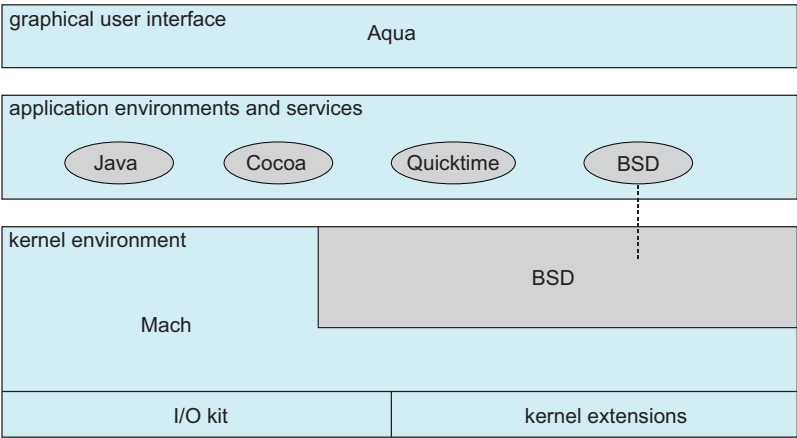 graphical user interface
Aqua
application environments and services
Java
Cocoa
Quicktime
BSD
kernel environment
BSD
Mach
I/O kit
kernel extensions